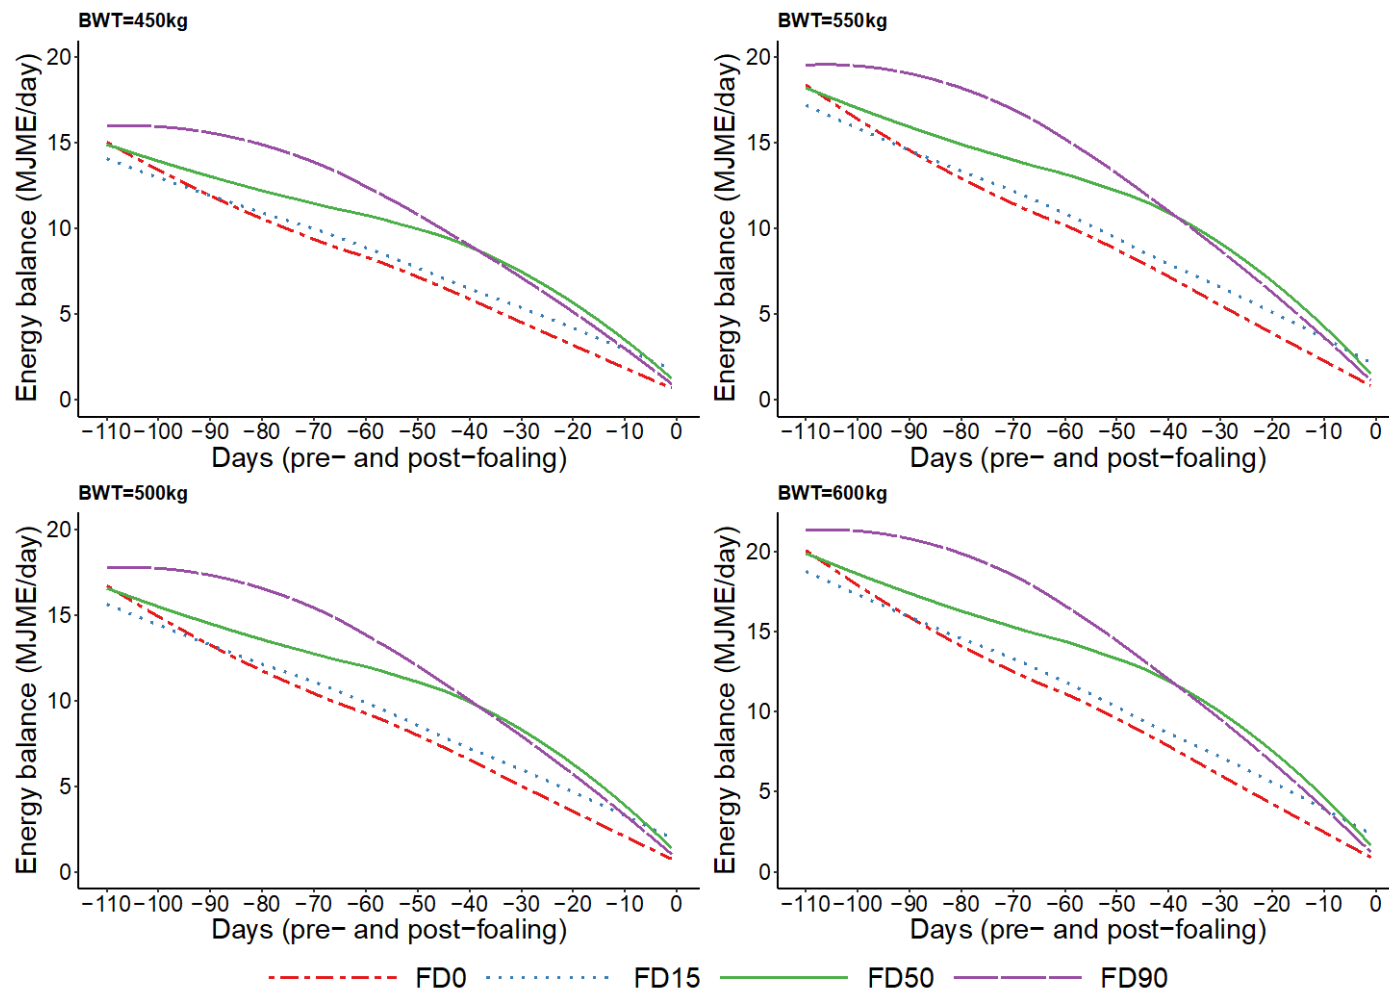 BWT=450kg
Energy balance (MJME/day)
20
15
10
5
0
−110 −100 −90 −80 −70 −60 −50 −40 −30 −20 −10 0
Days (pre− and post−foaling)
BWT=550kg
Energy balance (MJME/day)
20
15
10
5
0
−110 −100 −90 −80 −70 −60 −50 −40 −30 −20 −10 0
Days (pre− and post−foaling)
BWT=500kg
Energy balance (MJME/day)
20
15
10
5
0
−110 −100 −90 −80 −70 −60 −50 −40 −30 −20 −10 0
Days (pre− and post−foaling)
BWT=600kg
Energy balance (MJME/day)
20
15
10
5
0
−110 −100 −90 −80 −70 −60 −50 −40 −30 −20 −10 0
Days (pre− and post−foaling)
FD0 FD15 FD50 FD90